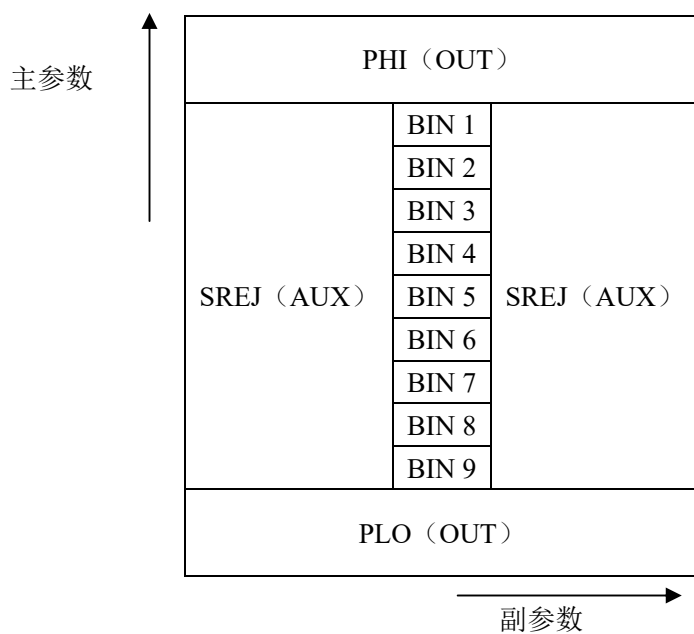 PHI（OUT）
主参数
BIN 1
BIN 2
BIN 3
BIN 4
SREJ（AUX）
BIN 5
SREJ（AUX）
BIN 6
BIN 7
BIN 8
BIN 9
PLO（OUT）
副参数